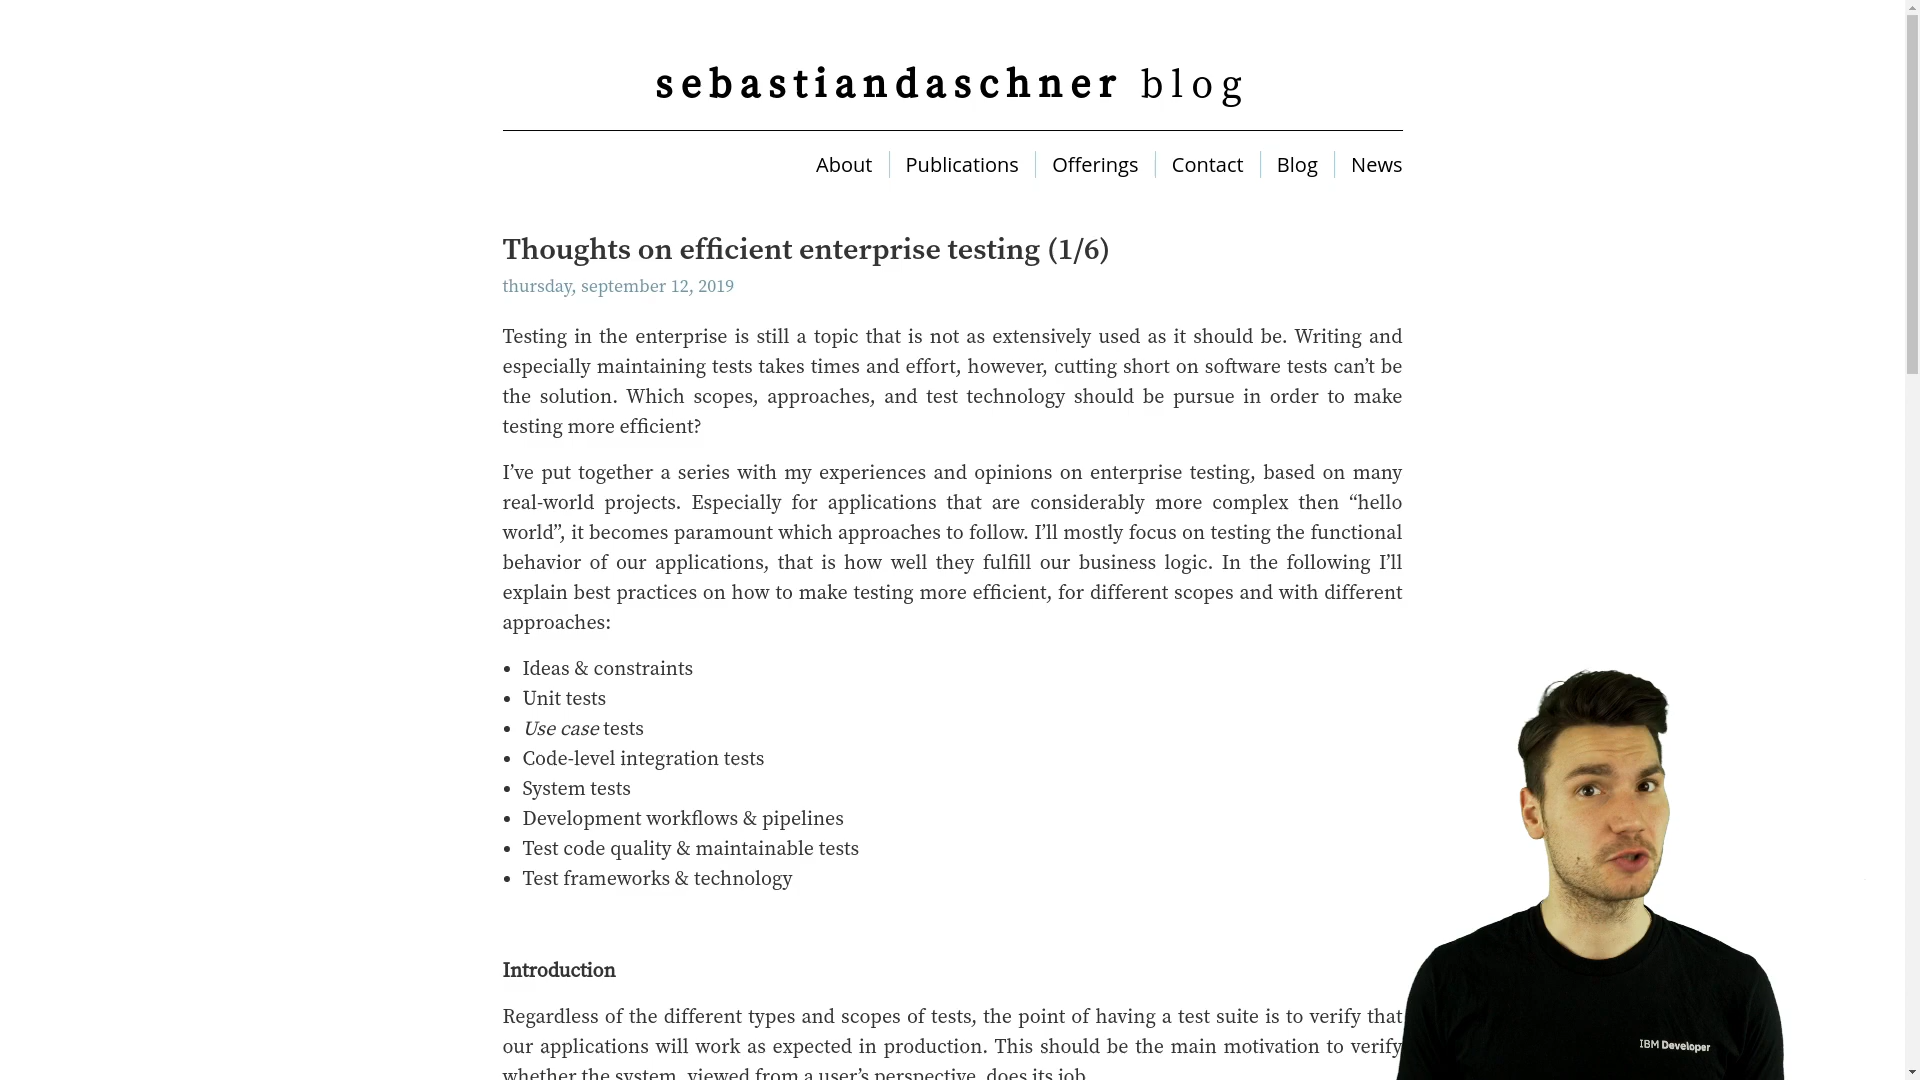 sebastiandaschner blog
About
Publications
Offerings
Contact
Blog
News
Thoughts on efficient enterprise testing (1/6)
thursday, september 12, 2019
Testing in the enterprise is still a topic that is not as extensively used as it should be. Writing and
especially maintaining tests takes times and effort, however, cutting short on software tests can’t be
the solution. Which scopes, approaches, and test technology should be pursue in order to make
testing more efficient?
I’ve put together a series with my experiences and opinions on enterprise testing, based on many
real-world projects. Especially for applications that are considerably more complex then “hello
world”, it becomes paramount which approaches to follow. I’ll mostly focus on testing the functional
behavior of our applications, that is how well they fulfill our business logic. In the following I’ll
explain best practices on how to make testing more efficient, for different scopes and with different
approaches:
• Ideas & constraints
• Unit tests
• Use case tests
• Code-level integration tests
• System tests
• Development workflows & pipelines
• Test code quality & maintainable tests
• Test frameworks & technology
Introduction
Regardless of the different types and scopes of tests, the point of having a test suite is to verify that
our applications will work as expected in production. This should be the main motivation to verify
whether the system, viewed from a user’s perspective, does its job.
IBM Developer